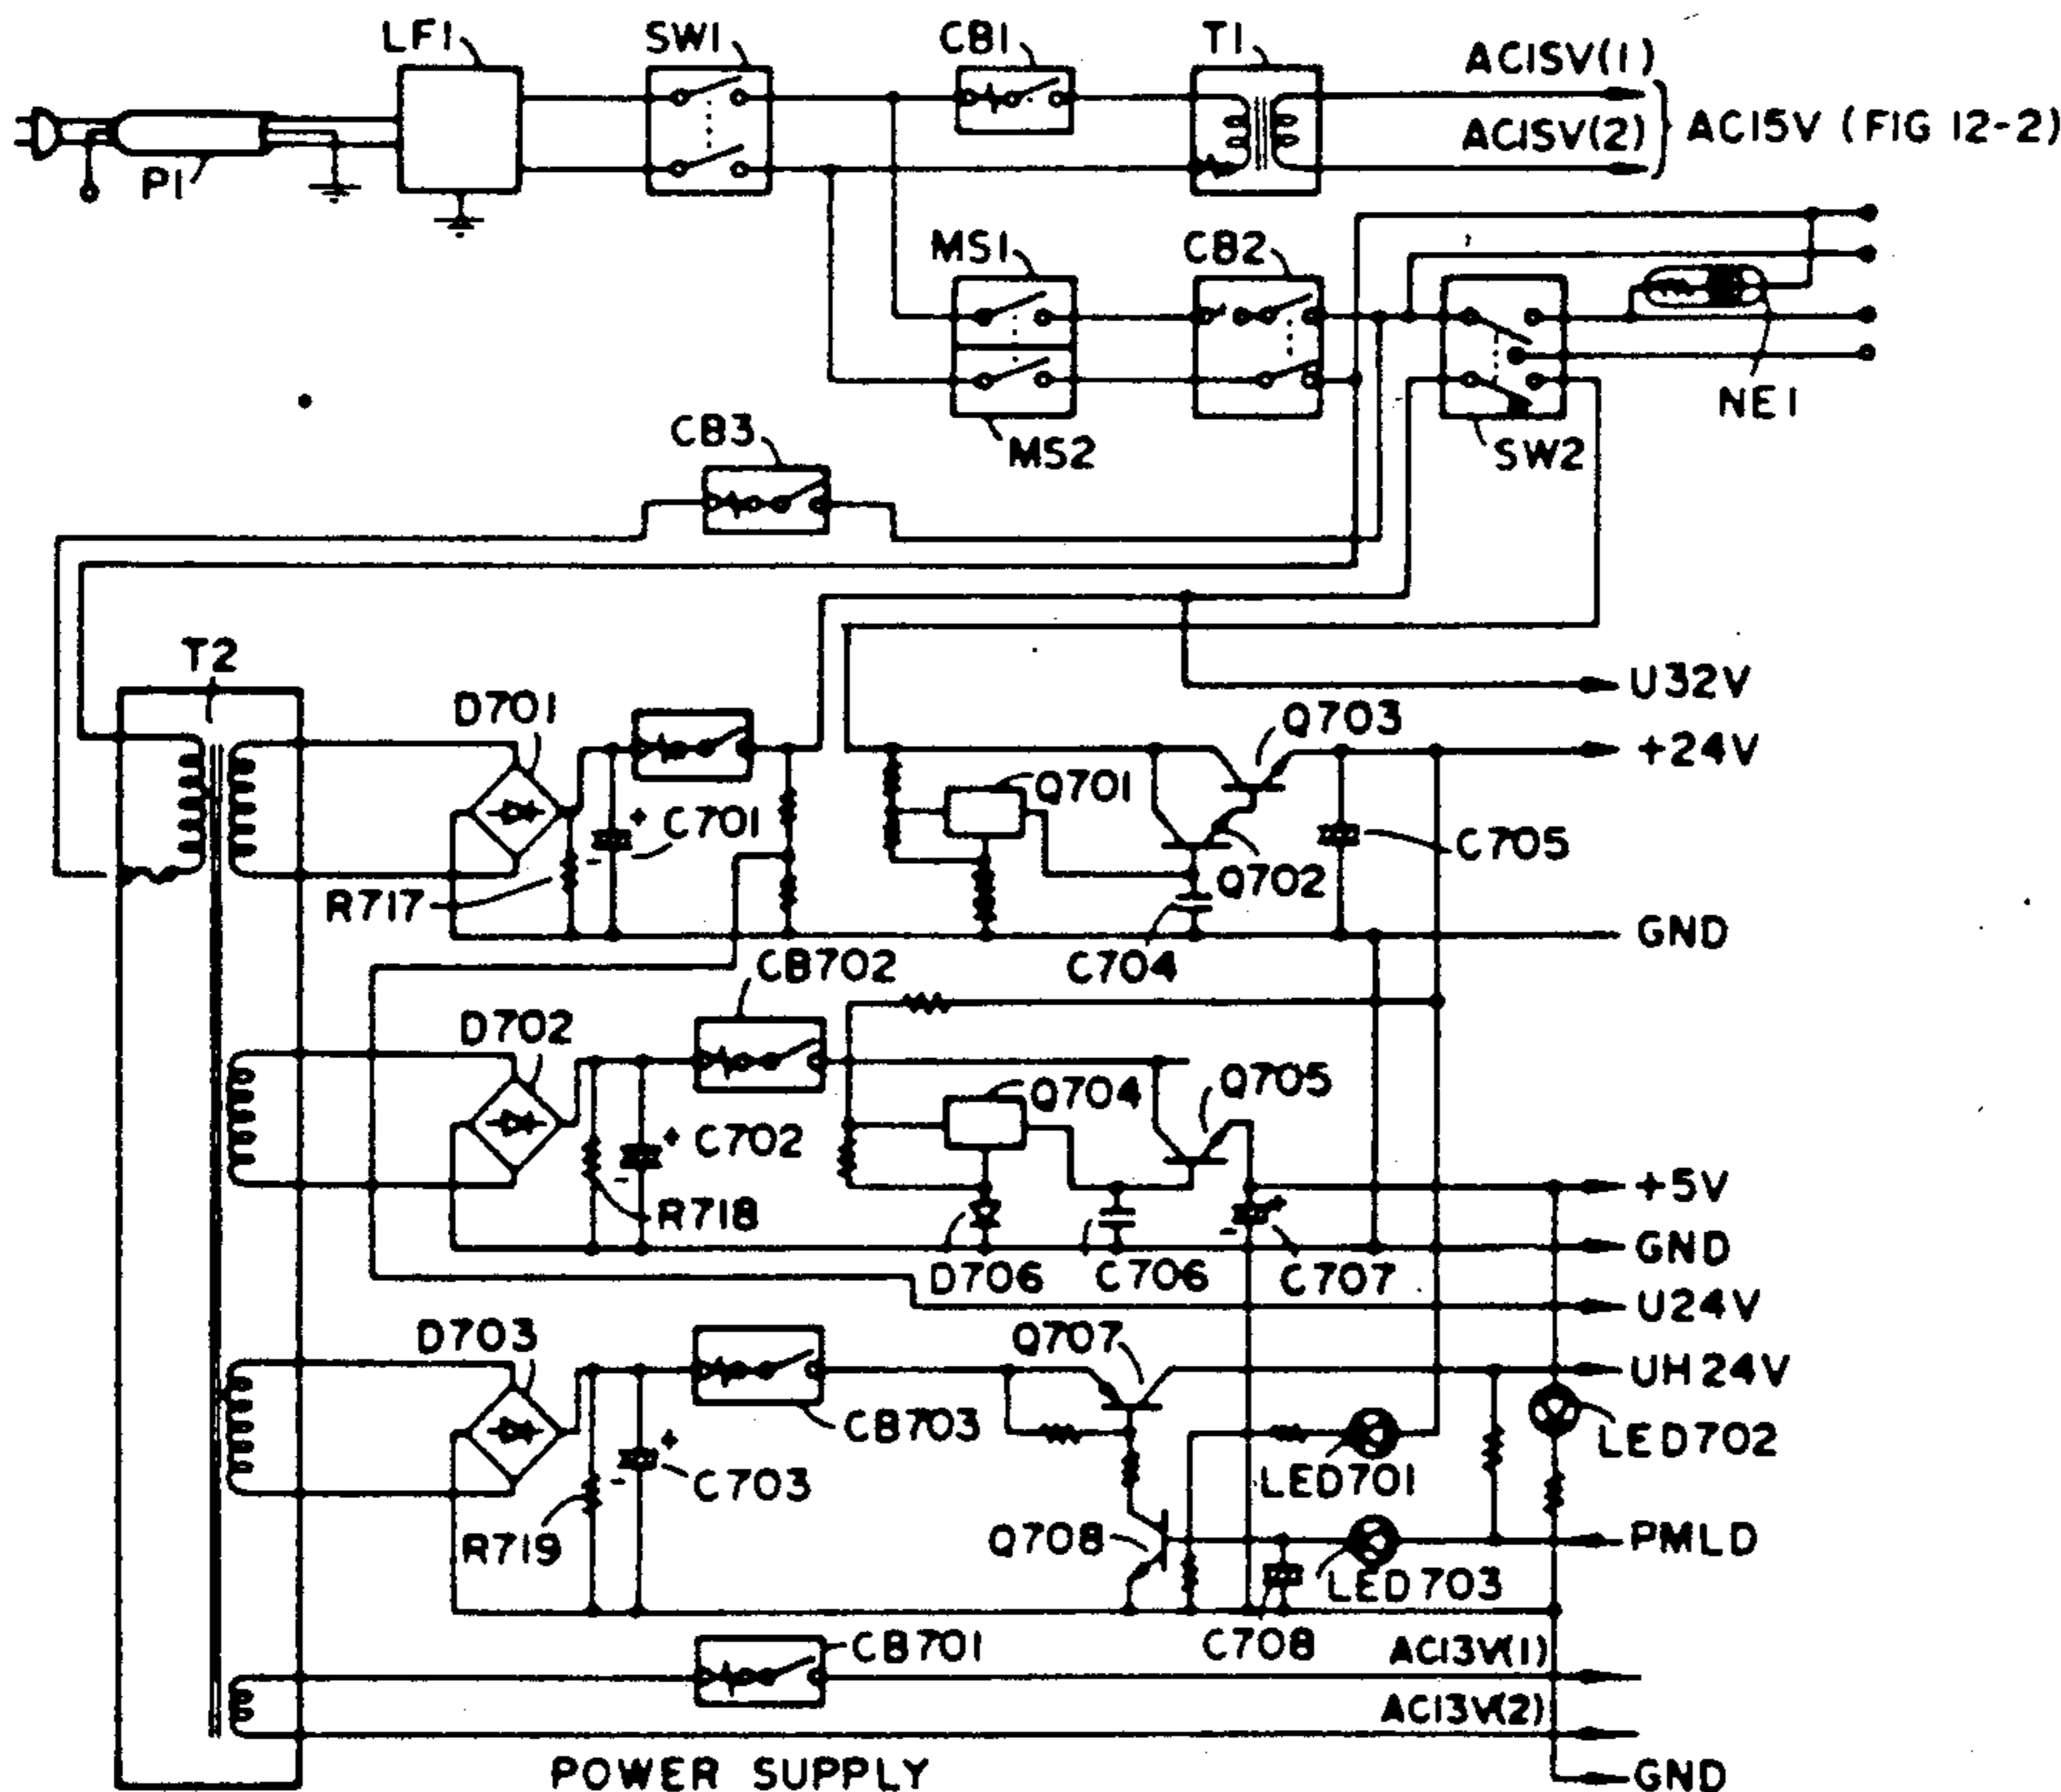 LF1 SW1 CB1 T1 AC15V(1)
AC15V(2) AC15V (FIG 12-2)
P1
MS1 CB2
NE1
CB3 MS2 SW2
T2 U32V
D701 Q703
+24V
Q701
C701 C705
R717 Q702
GND
CB702 C704
D702
Q704 Q705
C702
R718 +5V
GND
D706 C706 C707
U24V
D703 Q707
UH24V
CB703 LED702
C703 LED701
R719 Q708 PMLD
LED703
CB701 C708 AC13V(1)
AC13V(2)
POWER SUPPLY GND